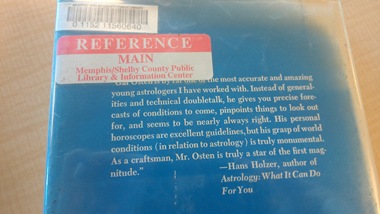 REFERENCE
MAIN
Memphis/Shelby County Public
Library & Information Center
one of the most accurate and amazing
young astrologers I have worked with. Instead of general-
ities and technical doubletalk, he gives you precise fore-
casts of conditions to come, pinpoints things to look out
for, and seems to be nearly always right. His personal
horoscopes are excellent guidelines, but his grasp of world
conditions (in relation to astrology) is truly monumental.
As a craftsman, Mr. Osten is truly a star of the first mag-
nitude."
—Hans Holzer, author of
Astrology: What It Can Do
For You